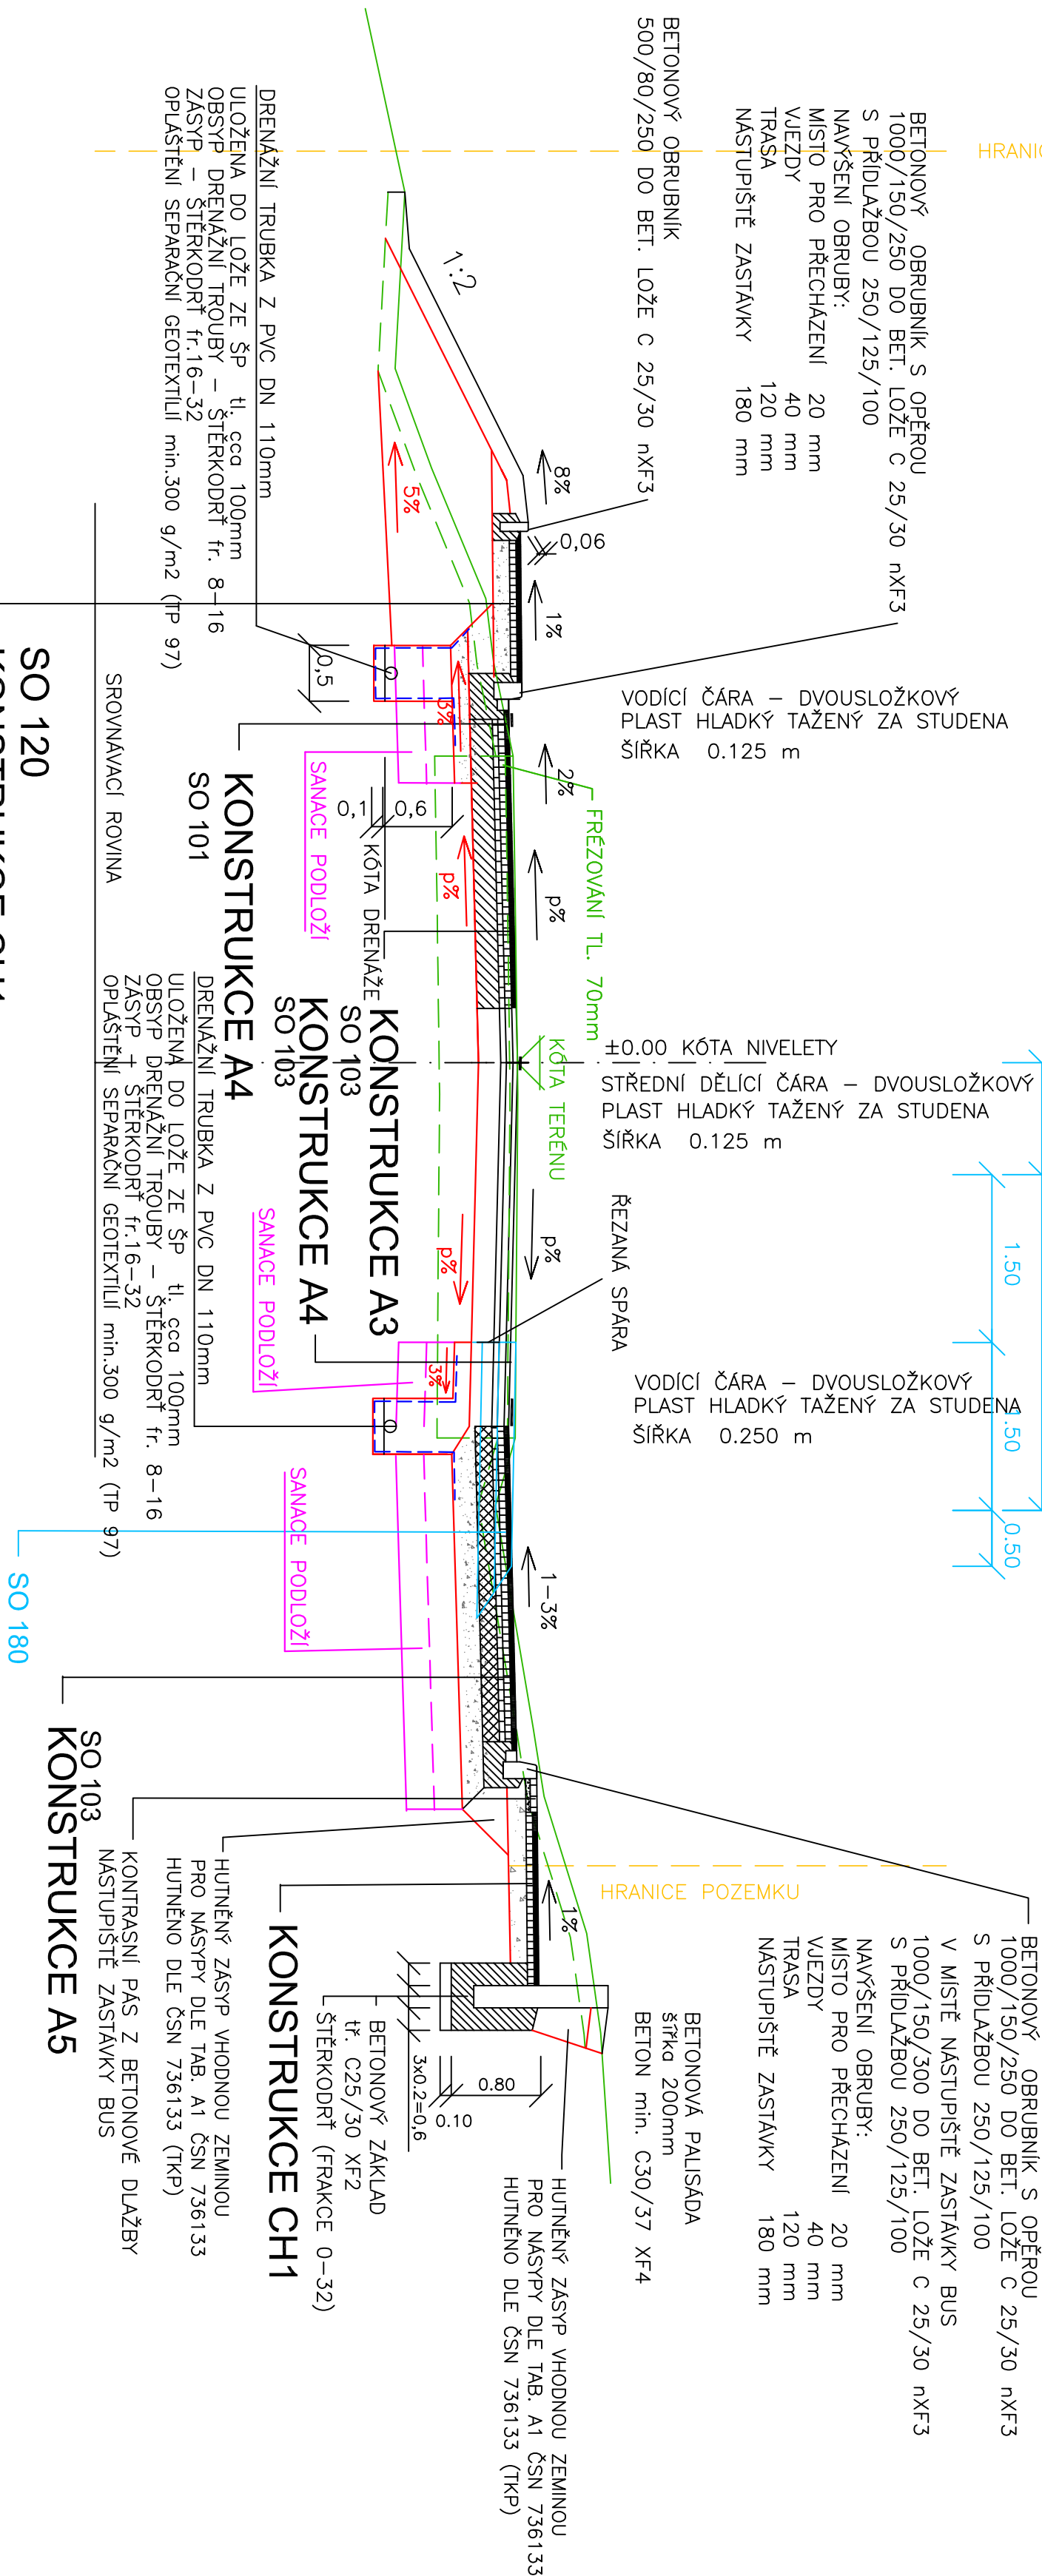 HRANIC
BETONOVÝ OBRUBNÍK S OPĚROU
1000/150/250 DO BET. LOŽE C 25/30 nXF3
S PŘÍDLAŽBOU 250/125/100
NAVÝŠENÍ OBRUBY:
MÍSTO PRO PŘECHÁZENÍ 20 mm
VJEZDY 40 mm
TRASA 120 mm
NÁSTUPIŠTĚ ZASTÁVKY 180 mm
BETONOVÝ OBRUBNÍK
500/80/250 DO BET. LOŽE C 25/30 nXF3
1:2
8%
0,06
1%
5%
DRENÁŽNÍ TRUBKA Z PVC DN 110mm
ULOŽENA DO LOŽE ZE ŠP tl. cca 100mm
OBSYP DRENÁŽNÍ TROUBY – ŠTĚRKODRŤ fr. 8–16
ZÁSYP – ŠTĚRKODRŤ fr.16–32
OPLÁŠTĚNÍ SEPARAČNÍ GEOTEXTÍLIÍ min.300 g/m2 (TP 97)
0,5
3%
VODÍCÍ ČÁRA – DVOUSLOŽKOVÝ
PLAST HLADKÝ TAŽENÝ ZA STUDENA
ŠÍŘKA 0.125 m
2%
p%
FRÉZOVÁNÍ TL. 70mm
p%
0,1
0,6
KÓTA DRENÁŽE
SANACE PODLOŽÍ
KONSTRUKCE A4
SO 101
SROVNÁVACÍ ROVINA
SO 120
±0.00 KÓTA NIVELETY
STŘEDNÍ DĚLÍCÍ ČÁRA – DVOUSLOŽKOVÝ
PLAST HLADKÝ TAŽENÝ ZA STUDENA
ŠÍŘKA 0.125 m
KÓTA TERÉNU
KONSTRUKCE A3
SO 103
KONSTRUKCE A4
SO 103
p%
p%
ŘEZANÁ SPÁRA
1.50
1.50
0.50
VODÍCÍ ČÁRA – DVOUSLOŽKOVÝ
PLAST HLADKÝ TAŽENÝ ZA STUDENA
ŠÍŘKA 0.250 m
3%
SANACE PODLOŽÍ
DRENÁŽNÍ TRUBKA Z PVC DN 110mm
ULOŽENA DO LOŽE ZE ŠP tl. cca 100mm
OBSYP DRENÁŽNÍ TROUBY – ŠTĚRKODRŤ fr. 8–16
ZÁSYP – ŠTĚRKODRŤ fr.16–32
OPLÁŠTĚNÍ SEPARAČNÍ GEOTEXTÍLIÍ min.300 g/m2 (TP 97)
1–3%
SANACE PODLOŽÍ
SO 180
SO 103
KONSTRUKCE A5
HRANICE POZEMKU
1%
KONSTRUKCE CH1
HUTNĚNÝ ZÁSYP VHODNOU ZEMINOU
PRO NÁSYPY DLE TAB. A1 ČSN 736133
HUTNĚNO DLE ČSN 736133 (TKP)
KONTRASNÍ PÁS Z BETONOVÉ DLAŽBY
NÁSTUPIŠTĚ ZASTÁVKY BUS
BETONOVÝ OBRUBNÍK S OPĚROU
1000/150/250 DO BET. LOŽE C 25/30 nXF3
S PŘÍDLAŽBOU 250/125/100
V MÍSTĚ NÁSTUPIŠTĚ ZASTÁVKY BUS
1000/150/300 DO BET. LOŽE C 25/30 nXF3
S PŘÍDLAŽBOU 250/125/100
NAVÝŠENÍ OBRUBY:
MÍSTO PRO PŘECHÁZENÍ 20 mm
VJEZDY 40 mm
TRASA 120 mm
NÁSTUPIŠTĚ ZASTÁVKY 180 mm
BETONOVÁ PALISÁDA
šířka 200mm
BETON min. C30/37 XF4
HUTNĚNÝ ZÁSYP VHODNOU ZEMINOU
PRO NÁSYPY DLE TAB. A1 ČSN 736133
HUTNĚNO DLE ČSN 736133 (TKP)
0.80
0.10
3x0.2=0,6
BETONOVÝ ZÁKLAD
tř. C25/30 XF2
ŠTĚRKODRŤ (FRAKCE 0–32)